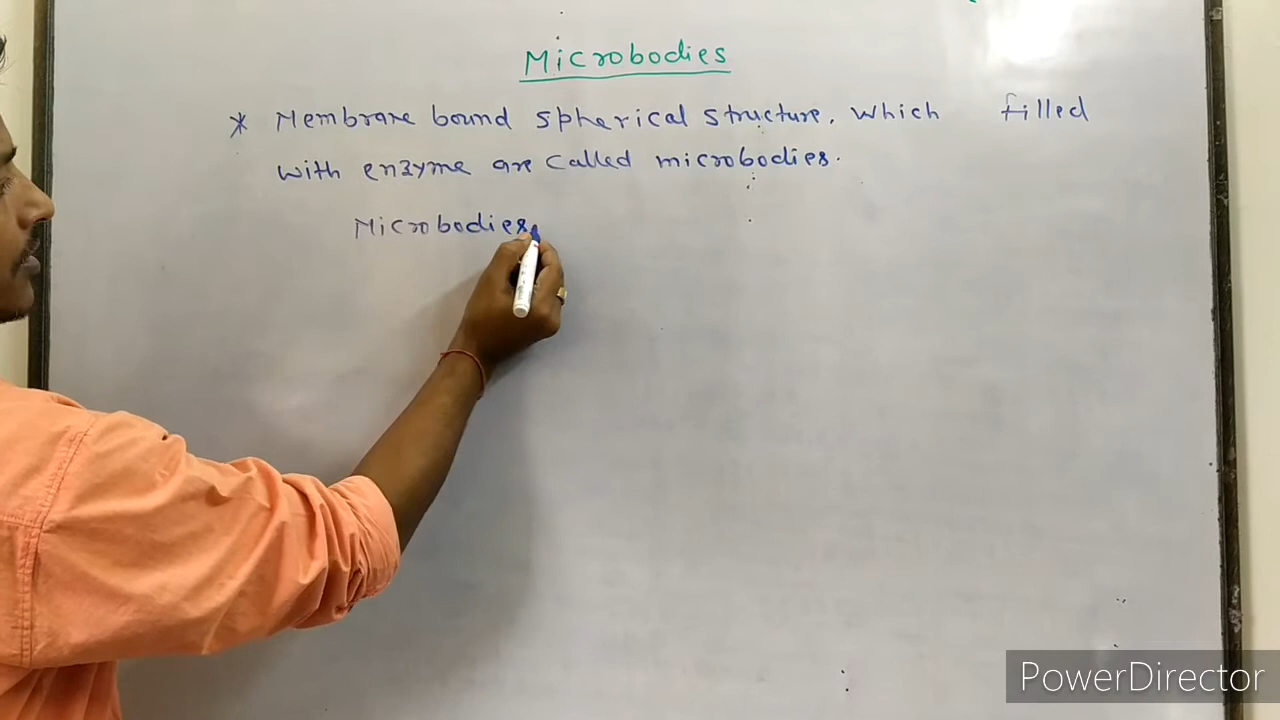 Microbodies
* Membrane bound spherical structure, which filled
with enzyme are called microbodies.
Microbodies
PowerDirector